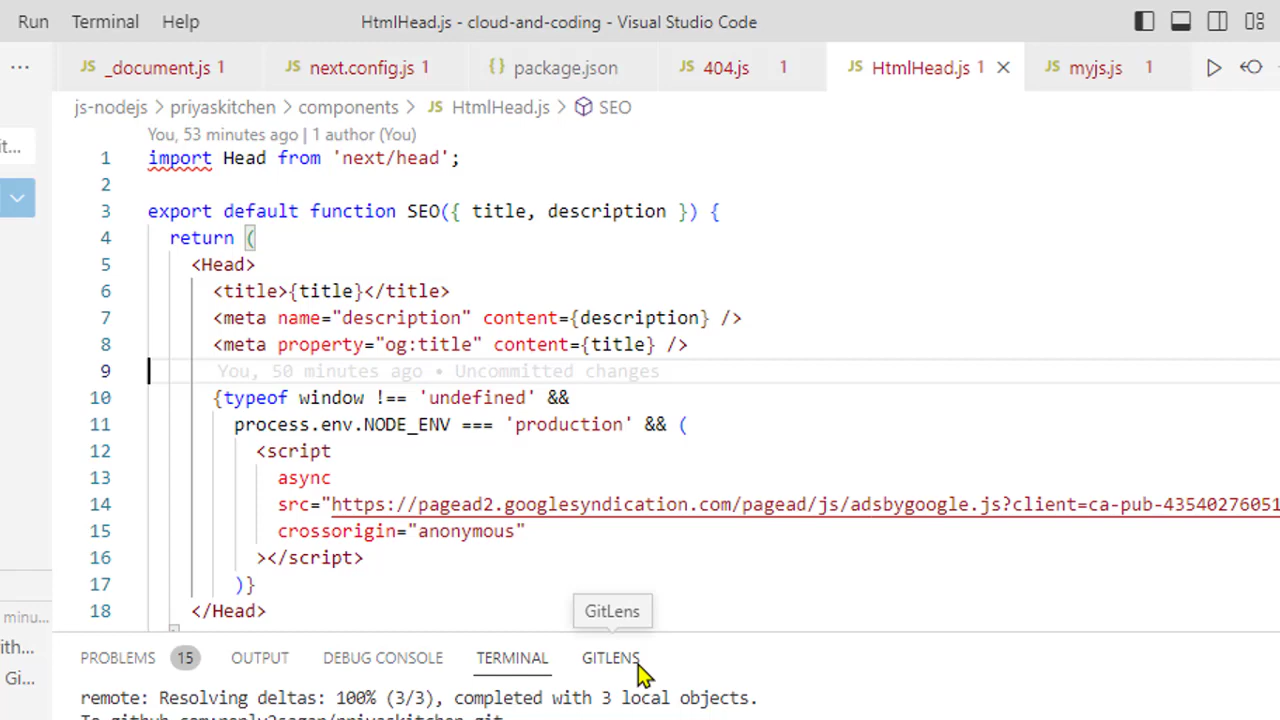 Run Terminal Help HtmlHead.js - cloud-and-coding - Visual Studio Code
... JS _document.js 1 JS next.config.js 1 {} package.json JS 404.js 1 JS HtmlHead.js 1 JS myjs.js 1
js-nodejs > priyaskitchen > components > JS HtmlHead.js > SEO
You, 53 minutes ago | 1 author (You)
it...
1 import Head from 'next/head';
2
3 export default function SEO({ title, description }) {
4 return (
5 <Head>
6 <title>{title}</title>
7 <meta name="description" content={description} />
8 <meta property="og:title" content={title} />
9 You, 50 minutes ago • Uncommitted changes
10 {typeof window !== 'undefined' &&
11 process.env.NODE_ENV === 'production' && (
12 <script
13 async
14 src="https://pagead2.googlesyndication.com/pagead/js/adsbygoogle.js?client=ca-pub-43540276051
15 crossorigin="anonymous"
16 ></script>
17 )}
18 </Head>
minu...
ith...
Gi...
GitLens
PROBLEMS 15 OUTPUT DEBUG CONSOLE TERMINAL GITLENS
remote: Resolving deltas: 100% (3/3), completed with 3 local objects.